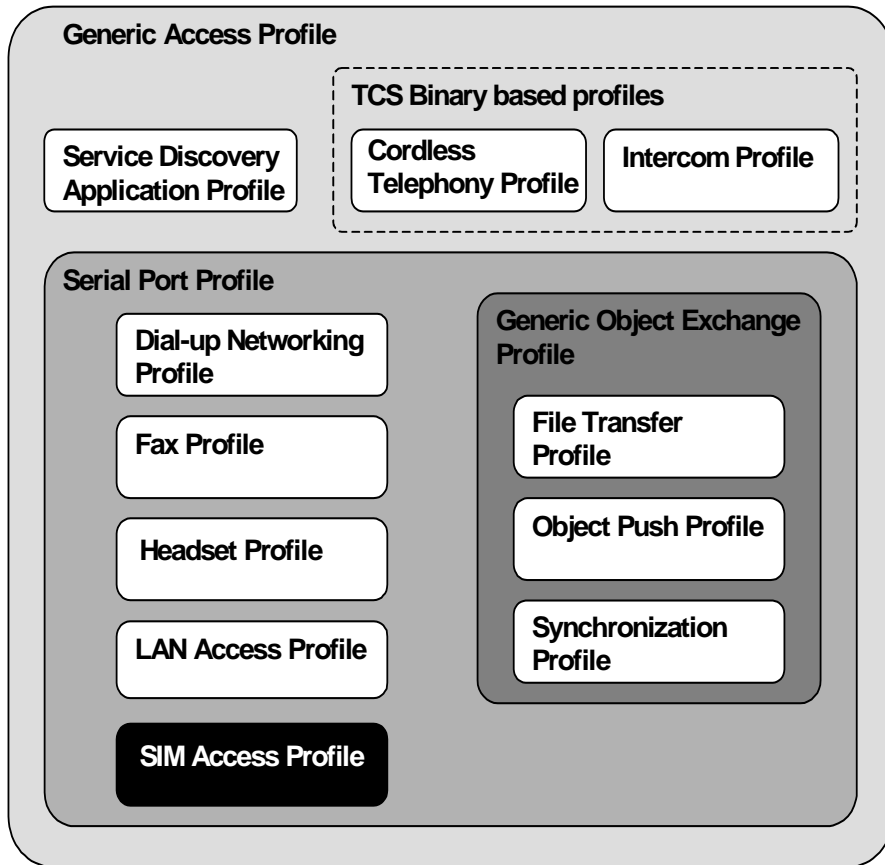 Generic Access Profile
TCS Binary based profiles
Service Discovery
Application Profile
Cordless
Telephony Profile
Intercom Profile
Serial Port Profile
Dial-up Networking
Profile
Fax Profile
Headset Profile
LAN Access Profile
SIM Access Profile
Generic Object Exchange
Profile
File Transfer
Profile
Object Push Profile
Synchronization
Profile